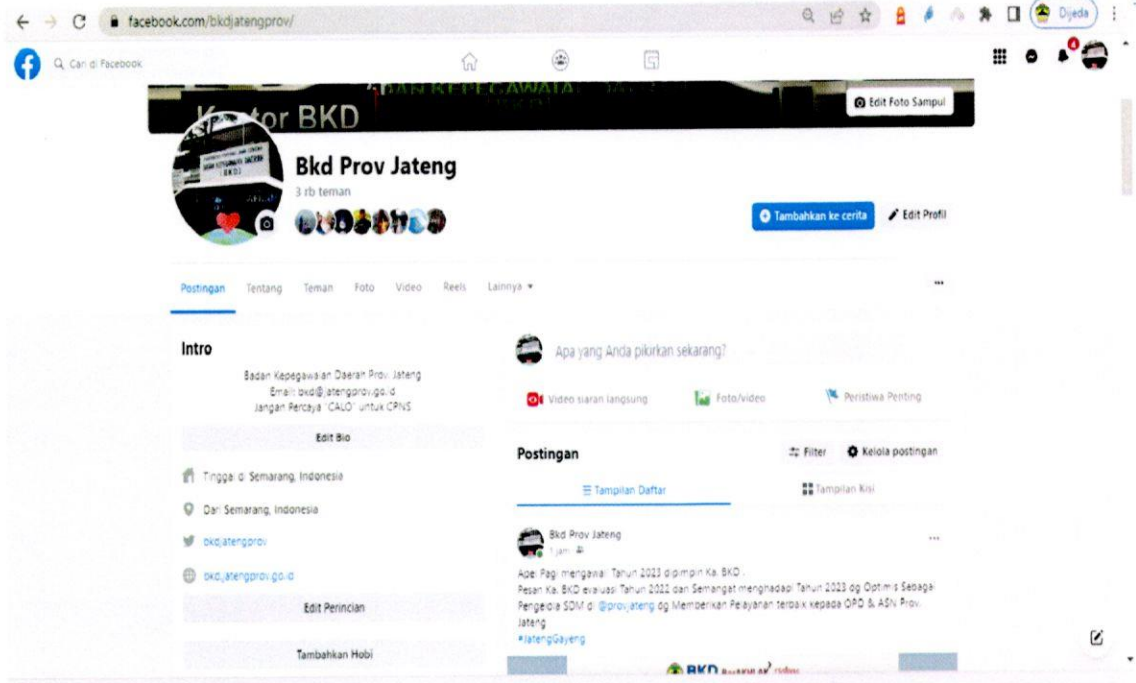 facebook.com/bkdjatengprov/
Dijeda
Cari di Facebook
4
Kantor BKD
Edit Foto Sampul
Bkd Prov Jateng
3 rb teman
Tambahkan ke cerita
Edit Profil
Postingan Tentang Teman Foto Video Reels Lainnya
Intro
Badan Kepegawaian Daerah Prov. Jateng
Email: bkd@jatengprov.go.id
Jangan Percaya "CALO" untuk CPNS
Edit Bio
Tinggal di Semarang, Indonesia
Dari Semarang, Indonesia
bkdjatengprov
bkd.jatengprov.go.id
Edit Perincian
Tambahkan Hobi
Apa yang Anda pikirkan sekarang?
Video siaran langsung Foto/video Peristiwa Penting
Postingan Filter Kelola postingan
Tampilan Daftar Tampilan Kisi
Bkd Prov Jateng
1 jam
Apel Pagi mengawali Tahun 2023 dipimpin Ka. BKD .
Pesan Ka. BKD evaluasi Tahun 2022 dan Semangat menghadapi Tahun 2023 dg Optimis Sebagai
Pengelola SDM di @provjateng dg Memberikan Pelayanan terbaik kepada OPD & ASN Prov.
Jateng
#JatengGayeng
BKD